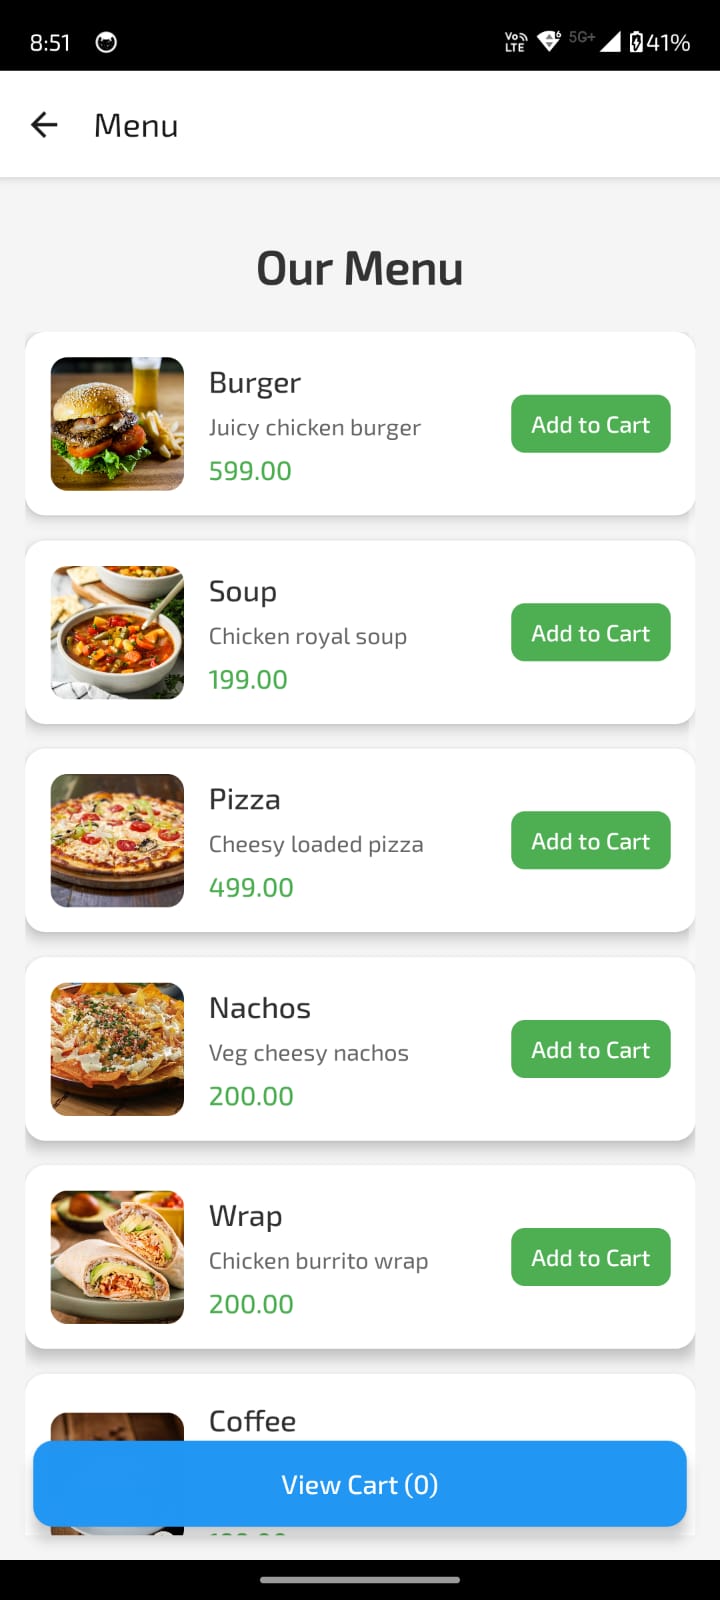 8:51
Vo))
LTE
6
5G+
41%
Menu
Our Menu
Burger
Juicy chicken burger
599.00
Add to Cart
Soup
Chicken royal soup
199.00
Add to Cart
Pizza
Cheesy loaded pizza
499.00
Add to Cart
Nachos
Veg cheesy nachos
200.00
Add to Cart
Wrap
Chicken burrito wrap
200.00
Add to Cart
Coffee
View Cart (0)